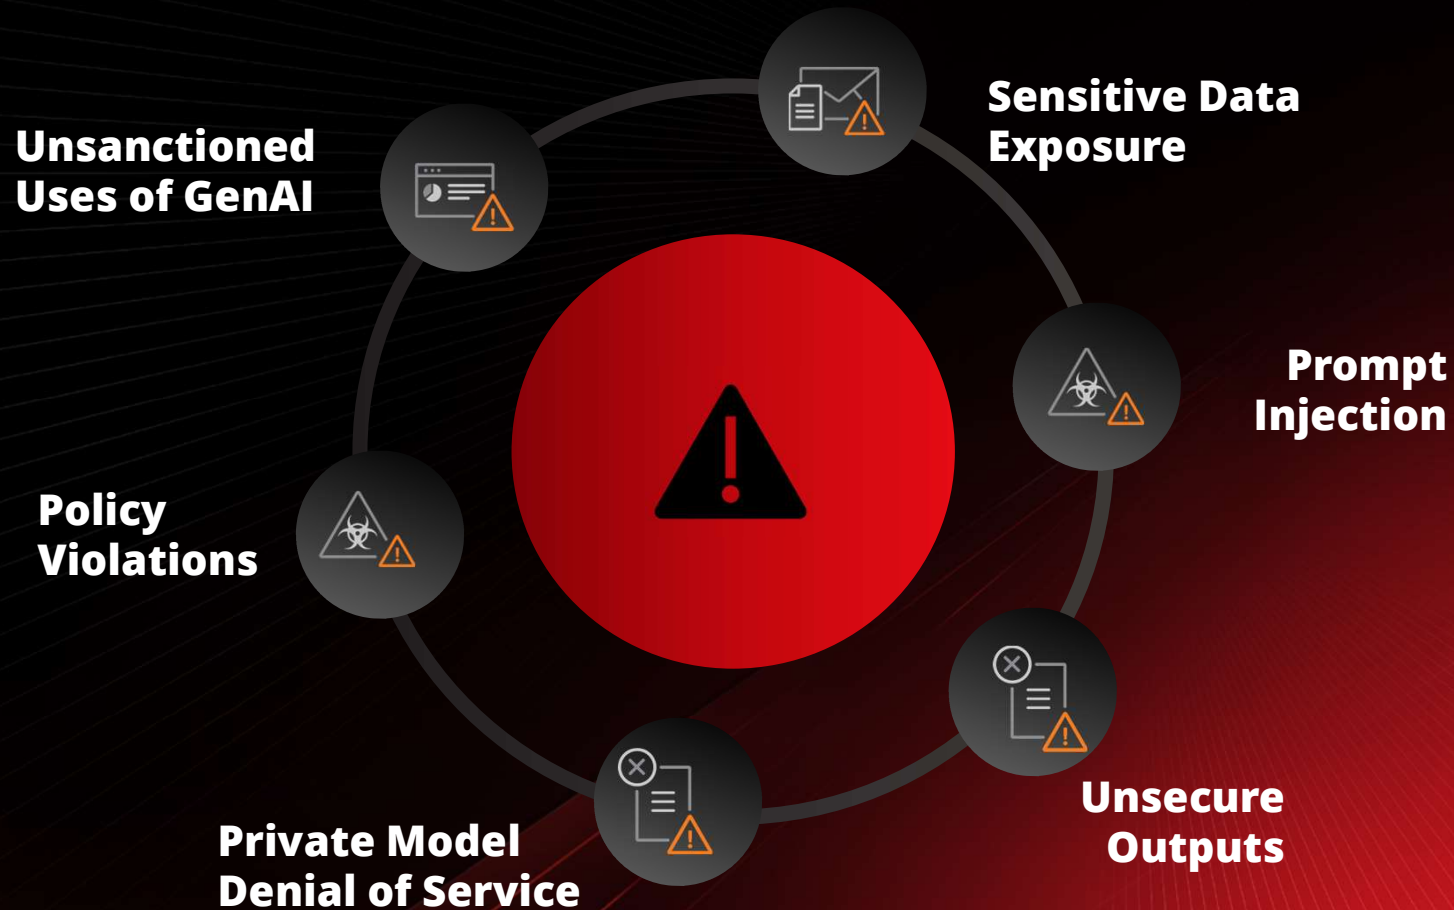 Sensitive Data
Exposure
Unsanctioned
Uses of GenAI
Prompt
Injection
Policy
Violations
Unsecure
Outputs
Private Model
Denial of Service